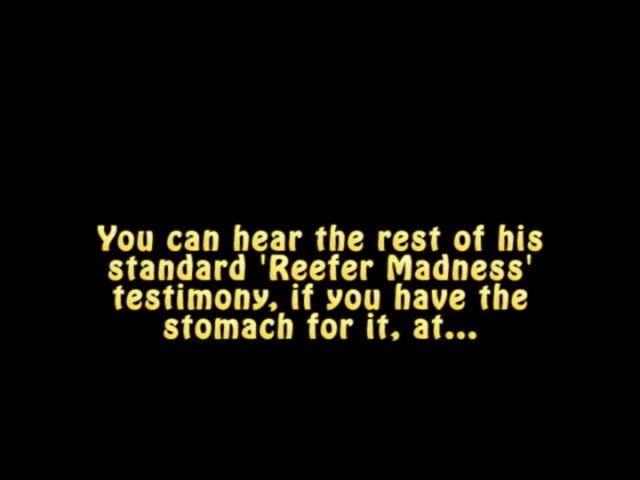 You can hear the rest of his
standard 'Reefer Madness'
testimony, if you have the
stomach for it, at...